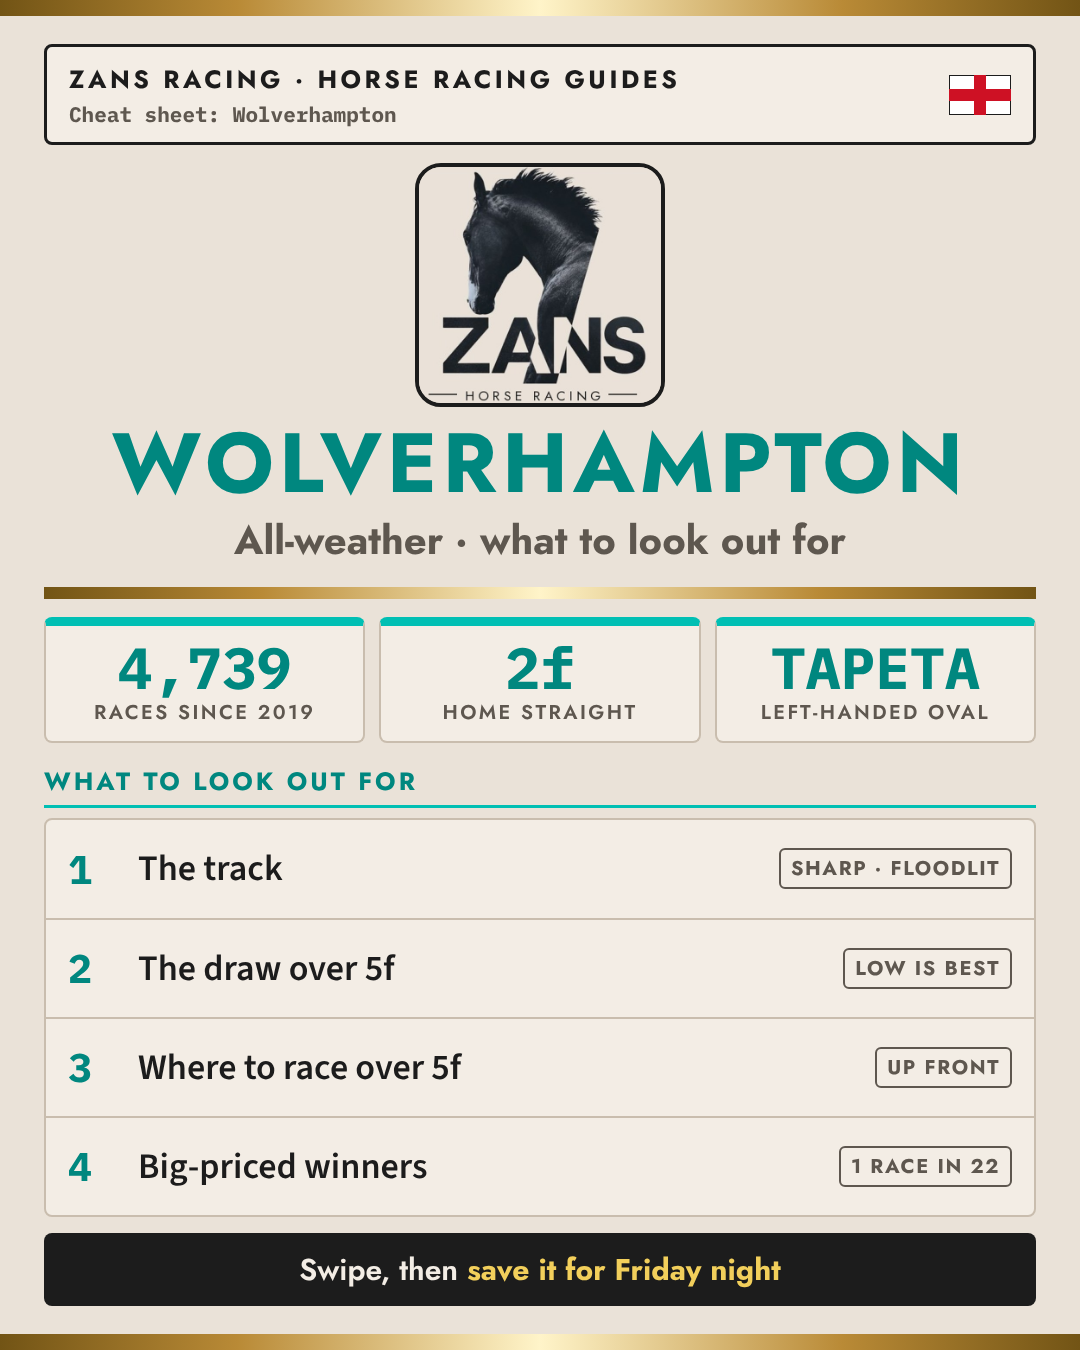 ZANS RACING · HORSE RACING GUIDES
Cheat sheet: Wolverhampton
ZANS
HORSE RACING
WOLVERHAMPTON
All-weather · what to look out for
4,739
RACES SINCE 2019
2f
HOME STRAIGHT
TAPETA
LEFT-HANDED OVAL
WHAT TO LOOK OUT FOR
1 The track SHARP · FLOODLIT
2 The draw over 5f LOW IS BEST
3 Where to race over 5f UP FRONT
4 Big-priced winners 1 RACE IN 22
Swipe, then save it for Friday night